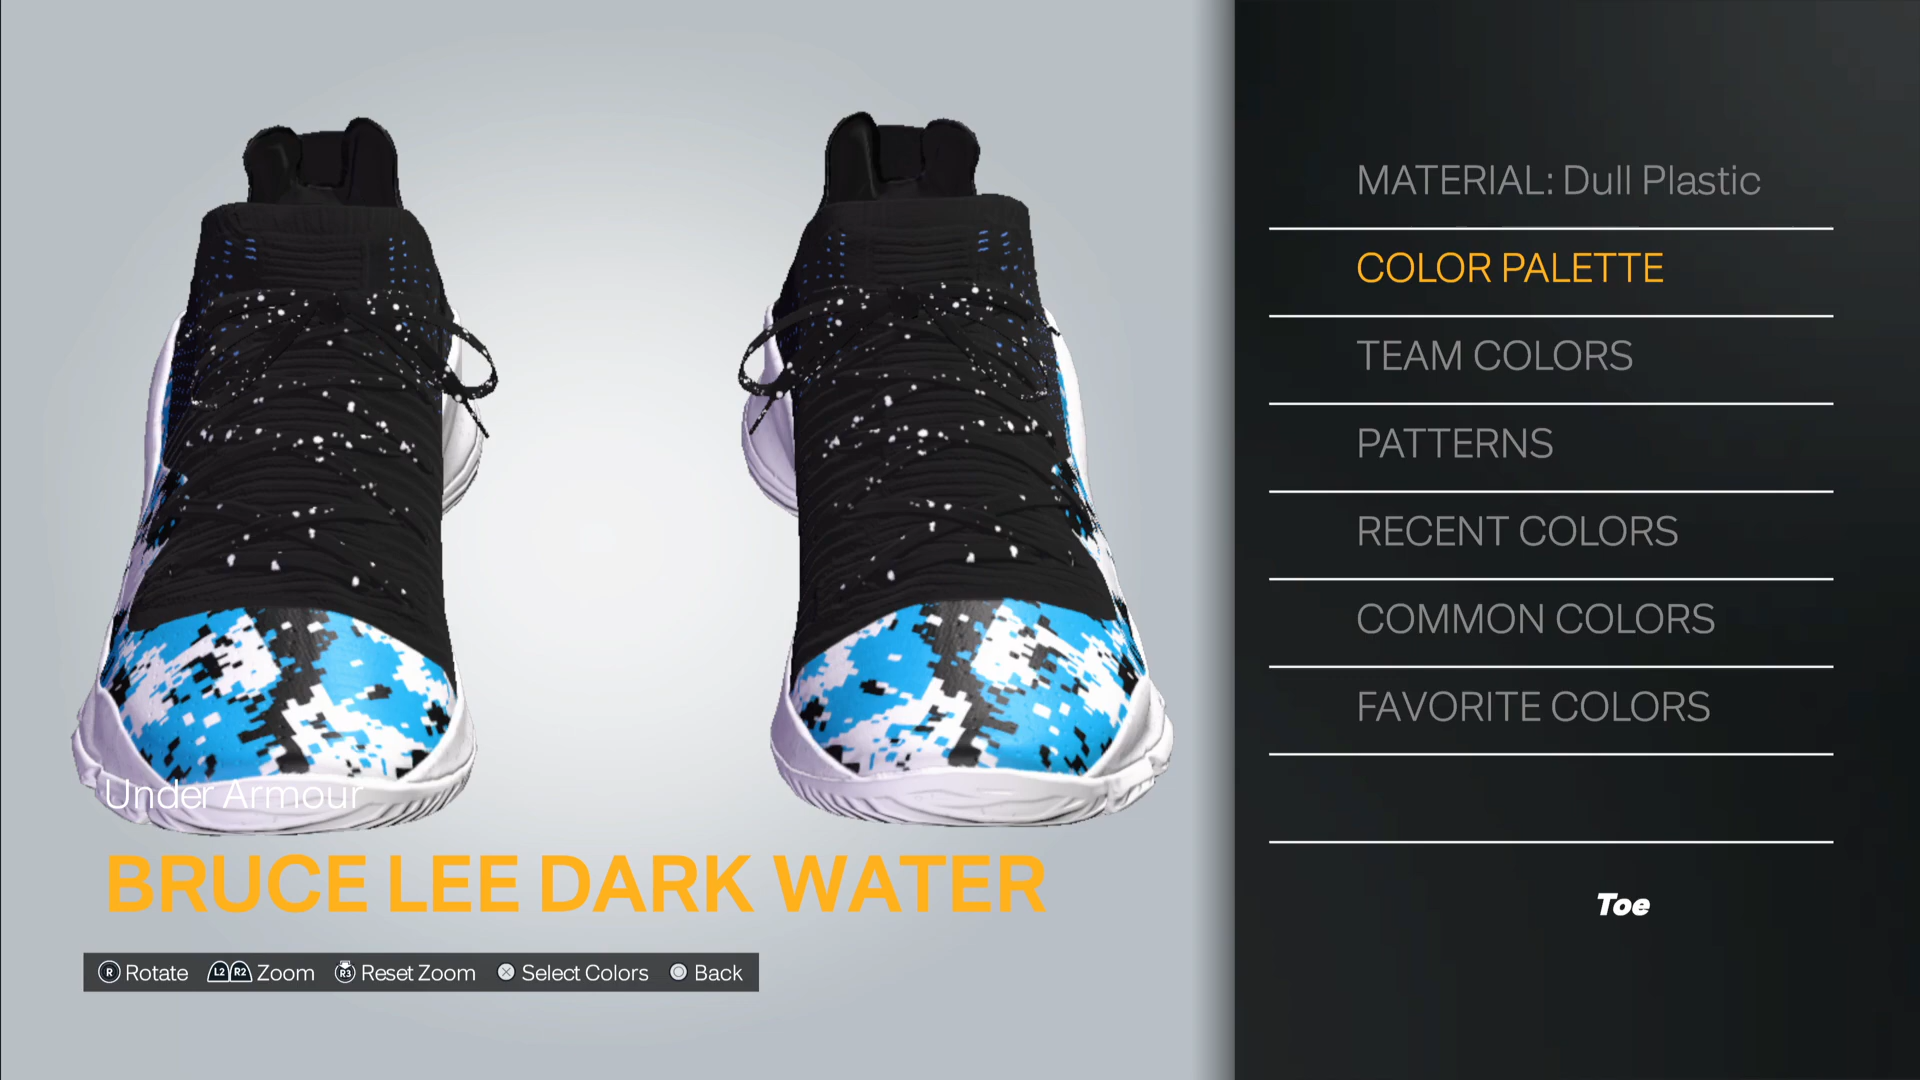 MATERIAL: Dull Plastic
COLOR PALETTE
TEAM COLORS
PATTERNS
RECENT COLORS
COMMON COLORS
FAVORITE COLORS
Toe
Under Armour
BRUCE LEE DARK WATER
R Rotate L2 R2 Zoom R3 Reset Zoom Select Colors Back